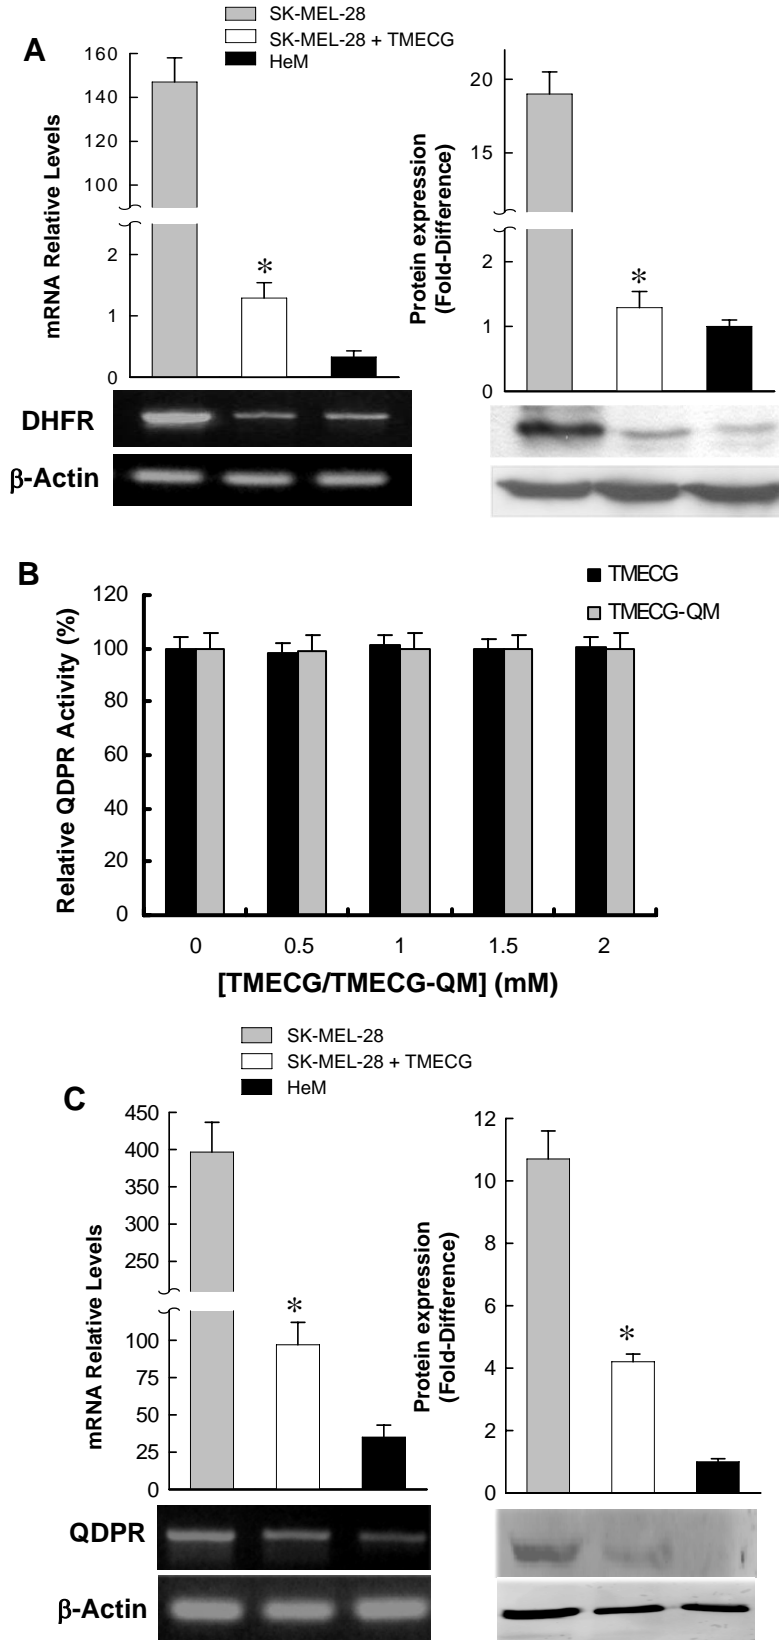 SK-MEL-28
SK-MEL-28 + TMECG
HeM
A
mRNA Relative Levels
160
140
120
100
2
1
0
*
Protein expression
(Fold-Difference)
20
15
2
1
0
*
DHFR
β-Actin
B
TMECG
TMECG-QM
Relative QDPR Activity (%)
120
100
80
60
40
20
0
0 0.5 1 1.5 2
[TMECG/TMECG-QM] (mM)
SK-MEL-28
SK-MEL-28 + TMECG
HeM
C
mRNA Relative Levels
450
400
350
300
250
100
75
50
25
0
*
Protein expression
(Fold-Difference)
12
10
8
6
4
2
0
*
QDPR
β-Actin